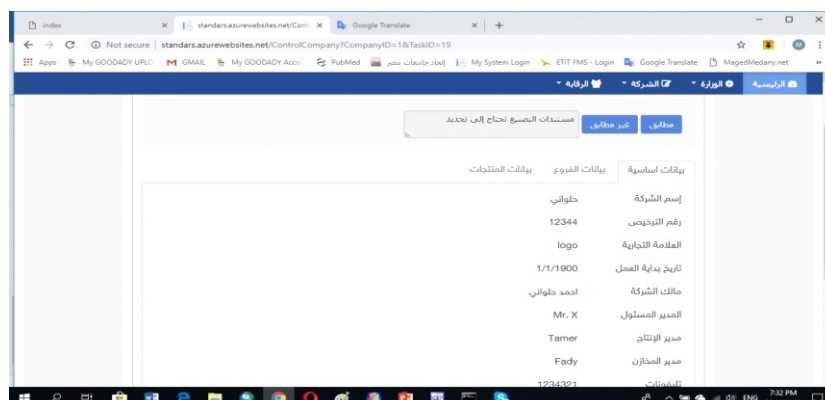 index
standars.azurewebsites.net/Cont
Google Translate
Not secure | standars.azurewebsites.net/ControlCompany?CompanyID=1&TaskID=19
Apps My GOODADY UPLO GMAIL My GOODADY Acco PubMed إتحاد جامعات مصر My System Login ETIT FMS - Login Google Translate MagedMedany.net »
الرئيسية الوزارة الشركة الرقابة
مطابق غير مطابق مستندات التصنيع تحتاج إلى تحديد
بيانات اساسية بيانات الفروع بيانات المنتجات
إسم الشركة حلواني
رقم الترخيص 12344
العلامة التجارية logo
تاريخ بداية العمل 1/1/1900
مالك الشركة احمد حلواني
المدير المسئول Mr. X
مدير الإنتاج Tamer
مدير المخازن Fady
تليفونات 1234321
ENG 7:32 PM